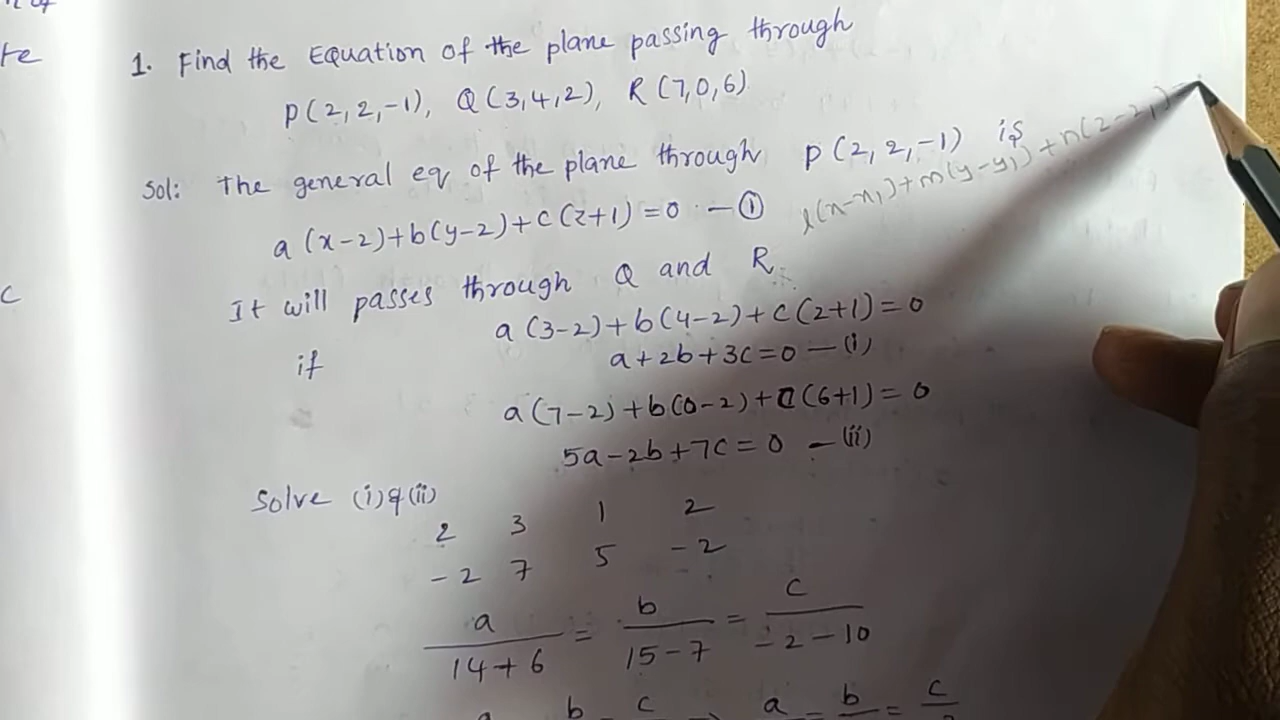 te
c
1. Find the Equation of the plane passing through
P(2,2,-1), Q(3,4,2), R(7,0,6)
Sol: The general eq of the plane through P(2,2,-1) is
l(x-x₁)+m(y-y₁)+n(z-z₁)=
a(x-2)+b(y-2)+c(z+1)=0 -①
It will passes through Q and R
if a(3-2)+b(4-2)+c(2+1)=0
a+2b+3c=0 -(i)
a(7-2)+b(0-2)+c(6+1)=0
5a-2b+7c=0 -(ii)
Solve (i)&(ii)
2 3 1 2
-2 7 5 -2
a/14+6 = b/15-7 = c/-2-10
a b = c a = b = c